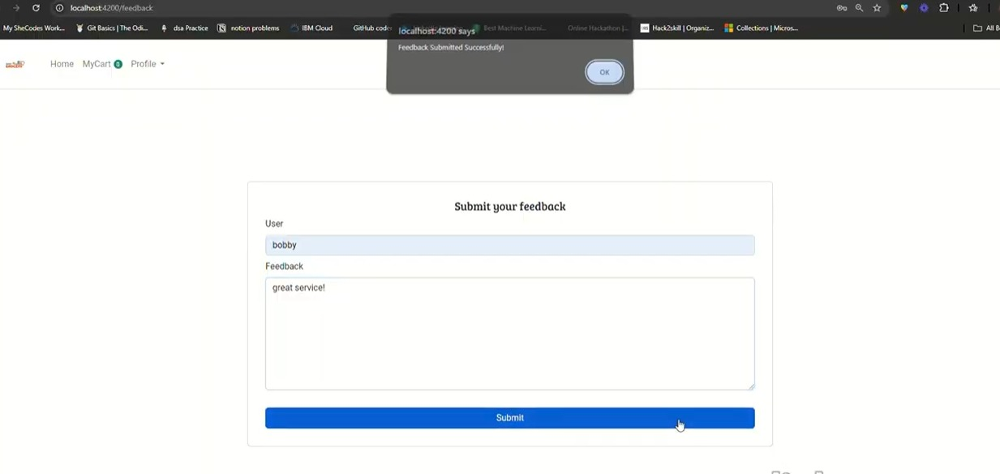 localhost:4200/feedback
My SheCodes Work...
Git Basics | The Odi...
dsa Practice
notion problems
IBM Cloud
GitHub code
Best Machine Learni...
Online Hackathon |...
Hack2skill | Organiz...
Collections | Micros...
All B
localhost:4200 says
Feedback Submitted Successfully!
OK
Home
MyCart 0
Profile
Submit your feedback
User
bobby
Feedback
great service!
Submit